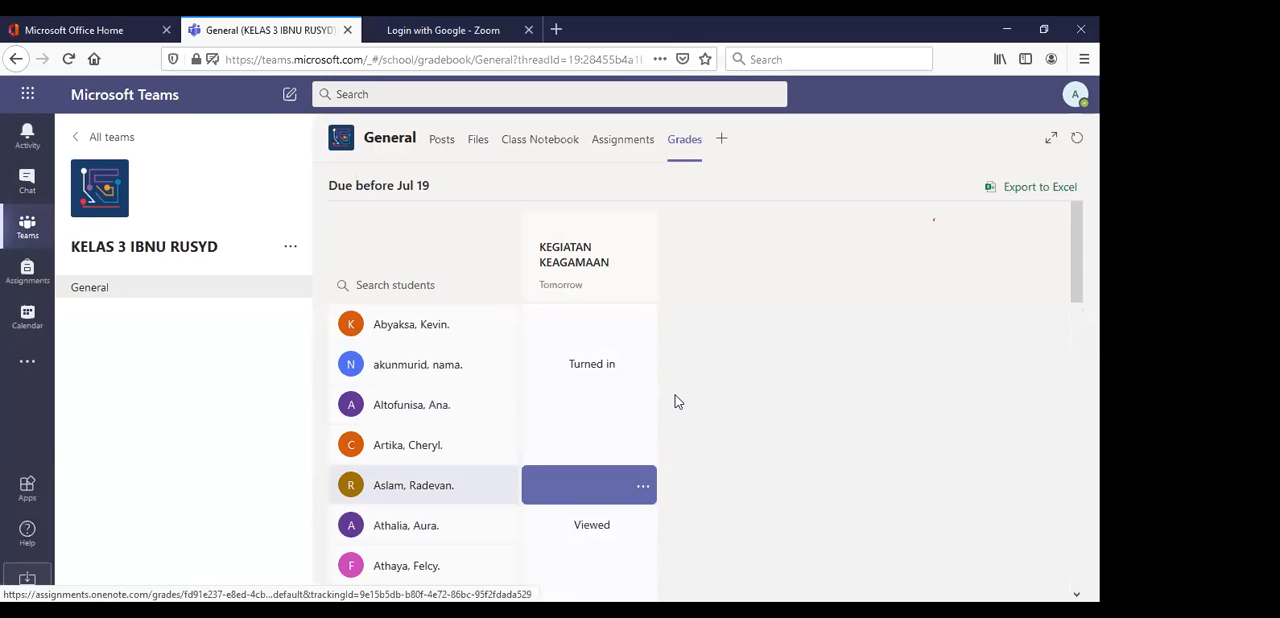 Microsoft Office Home
General (KELAS 3 IBNU RUSYD)
Login with Google - Zoom
https://teams.microsoft.com/_#/school/gradebook/General?threadId=19:28455b4a1
Search
Microsoft Teams
Search
A
Activity
Chat
Teams
Assignments
Calendar
Apps
Help
All teams
KELAS 3 IBNU RUSYD
General
General
Posts
Files
Class Notebook
Assignments
Grades
Due before Jul 19
Export to Excel
KEGIATAN
KEAGAMAAN
Tomorrow
Search students
K
Abyaksa, Kevin.
N
akunmurid, nama.
Turned in
A
Altofunisa, Ana.
C
Artika, Cheryl.
R
Aslam, Radevan.
A
Athalia, Aura.
Viewed
F
Athaya, Felcy.
https://assignments.onenote.com/grades/fd91e237-e8ed-4cb...default&trackingId=9e15b5db-b80f-4e72-86bc-95f2fdada529